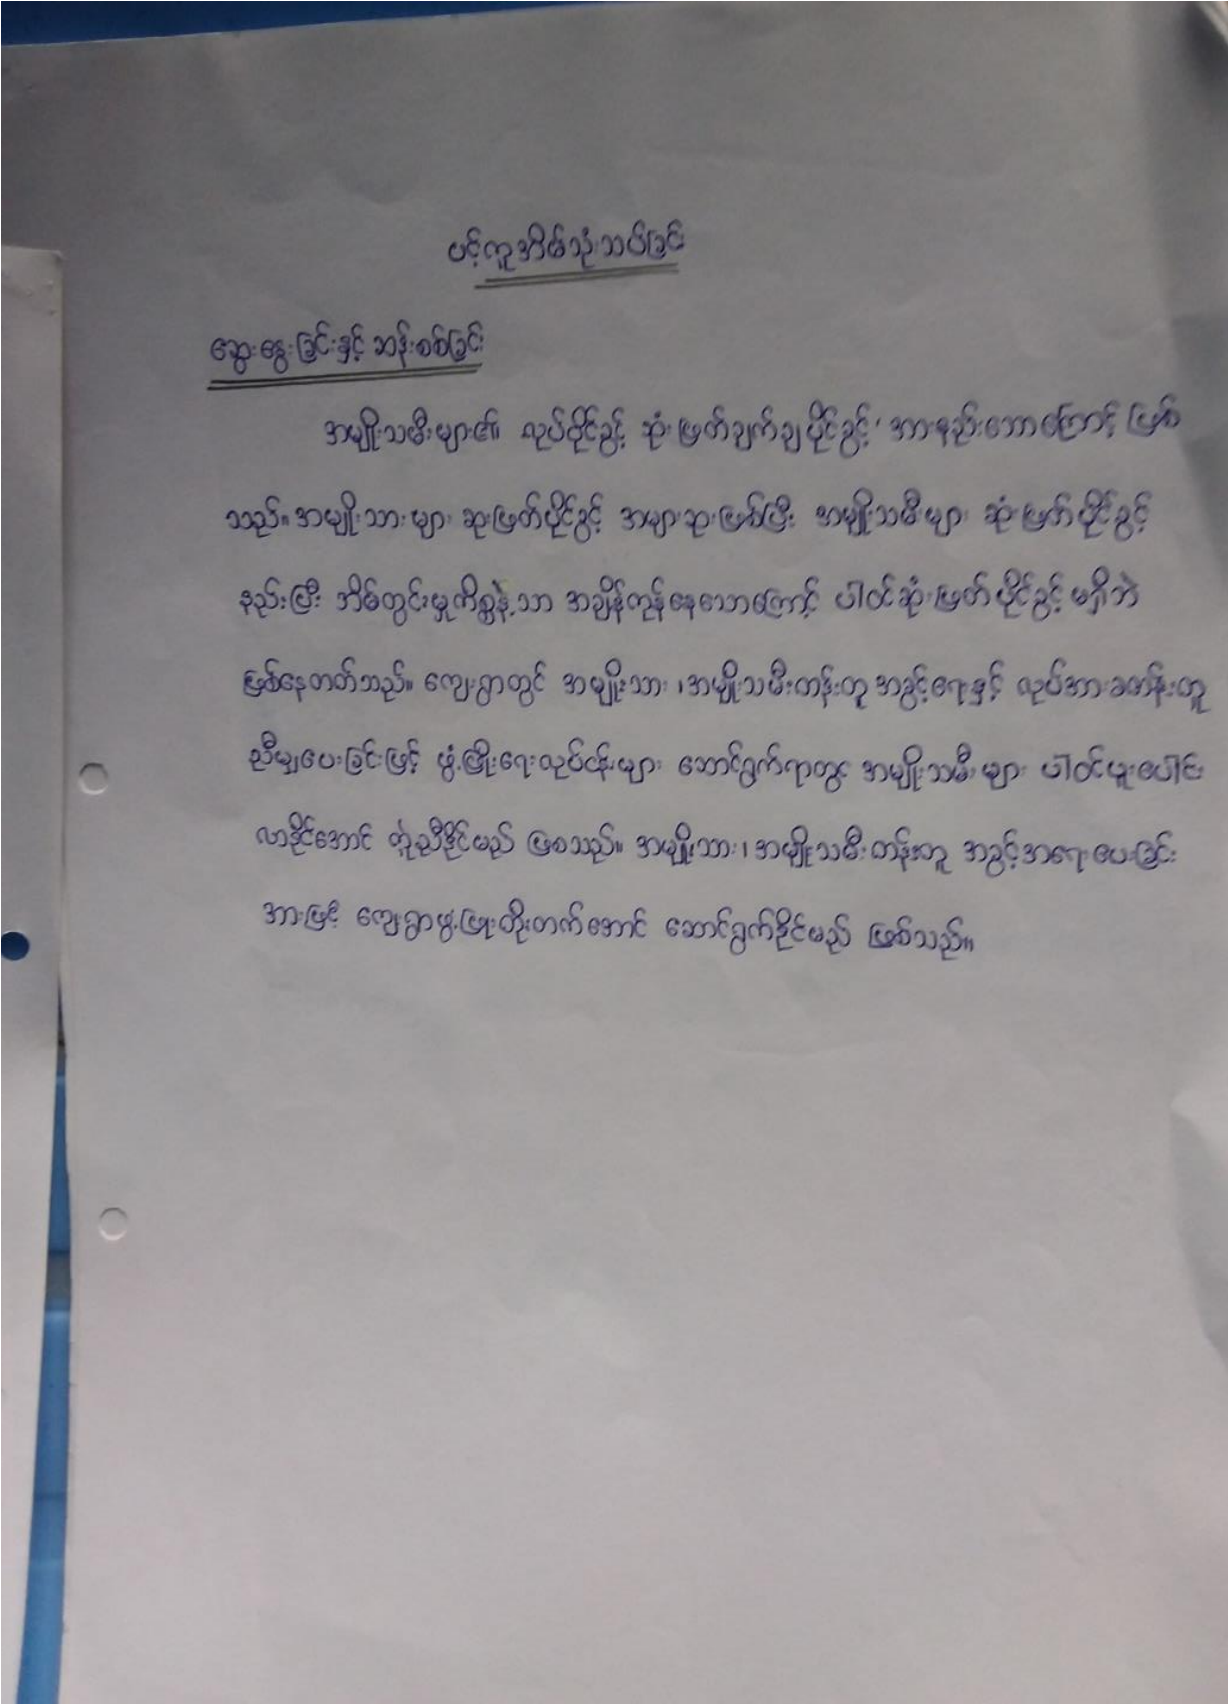 ပင့်ကူအိမ်သုံးသပ်ခြင်း
ဆွေးနွေးခြင်းနှင့် ဆန်းစစ်ခြင်း
အမျိုးသမီးများ၏ လုပ်ပိုင်ခွင့် ဆုံးဖြတ်ချက်ချပိုင်ခွင့်၊ အားနည်းသောကြောင့် ဖြစ်
သည်။ အမျိုးသားများ ဆုးဖြတ်ပိုင်ခွင့် အများဆုးဖြစ်ပြီး အမျိုးသမီးများ ဆုံးဖြတ်ပိုင်ခွင့်
နည်းပြီး အိမ်တွင်းမှုကိစ္စနဲ့သာ အချိန်ကုန်နေသောကြောင့် ပါဝင်ဆုံးဖြတ်ပိုင်ခွင့်မရှိဘဲ
ဖြစ်နေတတ်သည်။ ကျေးရွာတွင် အမျိုးသား၊အမျိုးသမီးတန်းတူအခွင့်ရေးနှင့် လုပ်အားခတန်းတူ
ညီမျှပေးခြင်းဖြင့် ဖွံ့ဖြိုးရေးလုပ်ငန်းများ ဆောင်ရွက်ရာတွင် အမျိုးသမီးများ ပါဝင်ပူးပေါင်း
လာနိုင်အောင် ကူညီနိုင်မည် ဖြစသည်။ အမျိုးသား၊အမျိုးသမီးတန်းတူ အခွင့်အရေးပေးခြင်း
အားဖြင့် ကျေးရွာဖွံ့ဖြိုးတိုးတက်အောင် ဆောင်ရွက်နိုင်မည် ဖြစ်သည်။